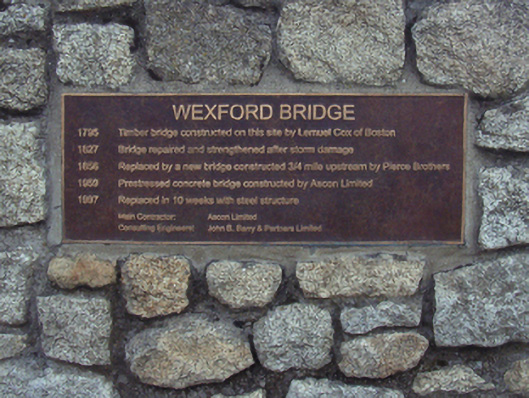 WEXFORD BRIDGE
1795 Timber bridge constructed on this site by Lemuel Cox of Boston
1827 Bridge repaired and strengthened after storm damage
1856 Replaced by a new bridge constructed 3/4 mile upstream by Pierce Brothers
1959 Prestressed concrete bridge constructed by Ascon Limited
1997 Replaced in 10 weeks with steel structure
Main Contractor: Ascon Limited
Consulting Engineers: John B. Barry & Partners Limited